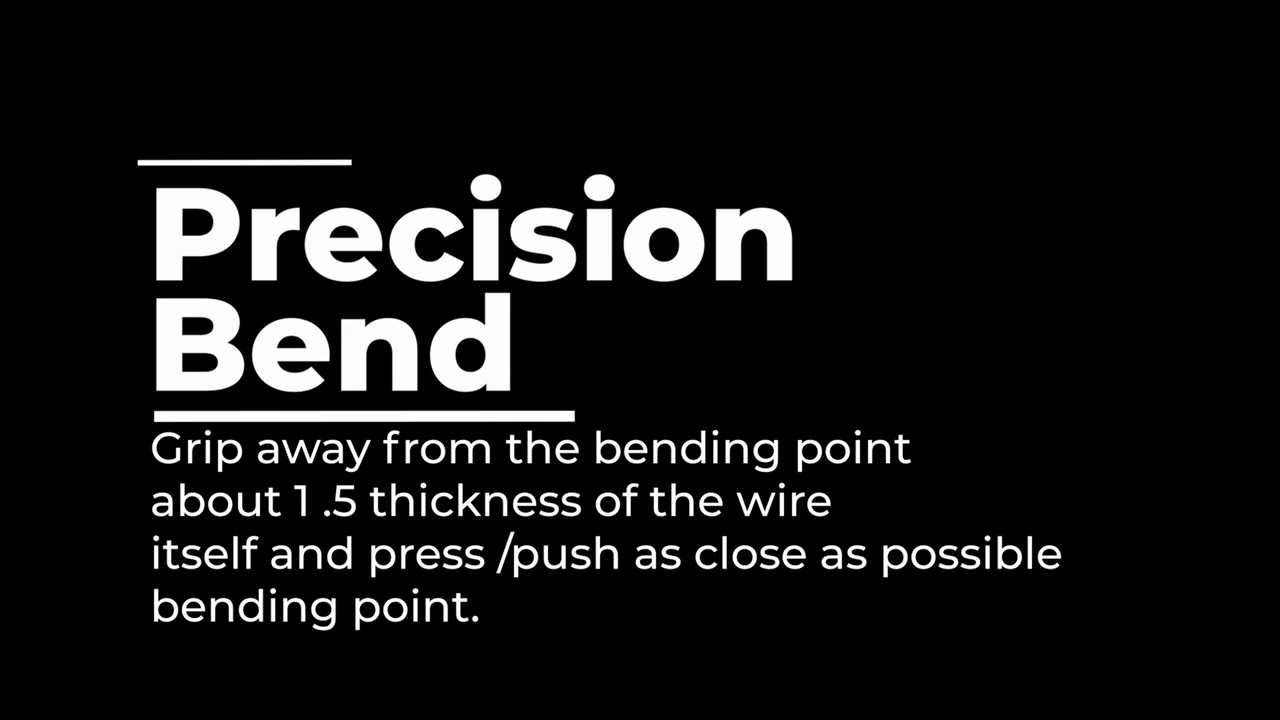 Precision
Bend
Grip away from the bending point
about 1 .5 thickness of the wire
itself and press /push as close as possible
bending point.